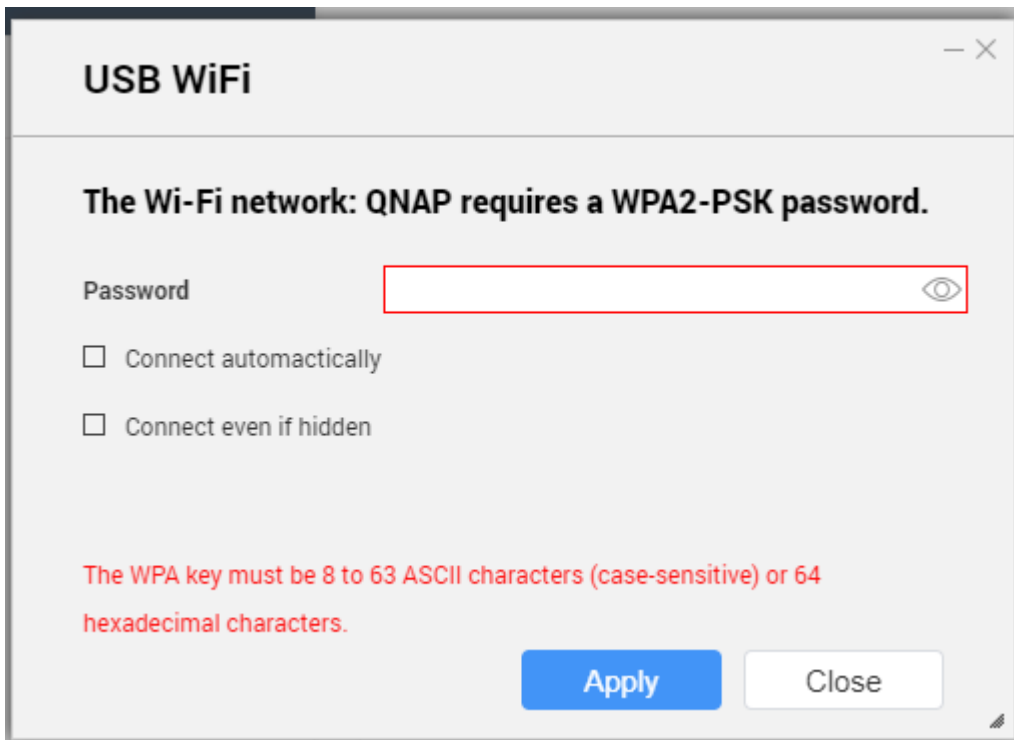 USB WiFi
The Wi-Fi network: QNAP requires a WPA2-PSK password.
Password
Connect automactically
Connect even if hidden
The WPA key must be 8 to 63 ASCII characters (case-sensitive) or 64
hexadecimal characters.
Apply Close